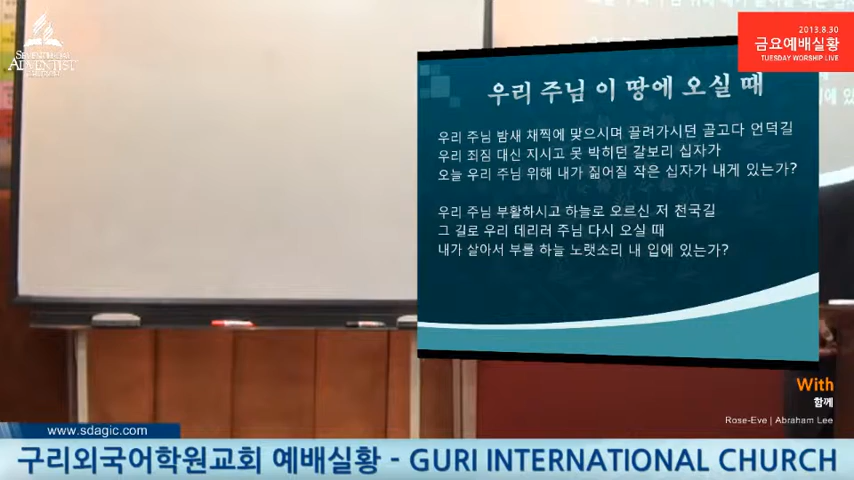 SEVENTH-DAY
ADVENTIST
CHURCH
2013.8.30
금요예배실황
TUESDAY WORSHIP LIVE
우리 주님 이 땅에 오실 때
우리 주님 밤새 채찍에 맞으시며 끌려가시던 골고다 언덕길
우리 죄짐 대신 지시고 못 박히던 갈보리 십자가
오늘 우리 주님 위해 내가 짊어질 작은 십자가 내게 있는가?
우리 주님 부활하시고 하늘로 오르신 저 천국길
그 길로 우리 데리러 주님 다시 오실 때
내가 살아서 부를 하늘 노랫소리 내 입에 있는가?
With
함께
Rose-Eve | Abraham Lee
www.sdagic.com
구리외국어학원교회 예배실황 - GURI INTERNATIONAL CHURCH